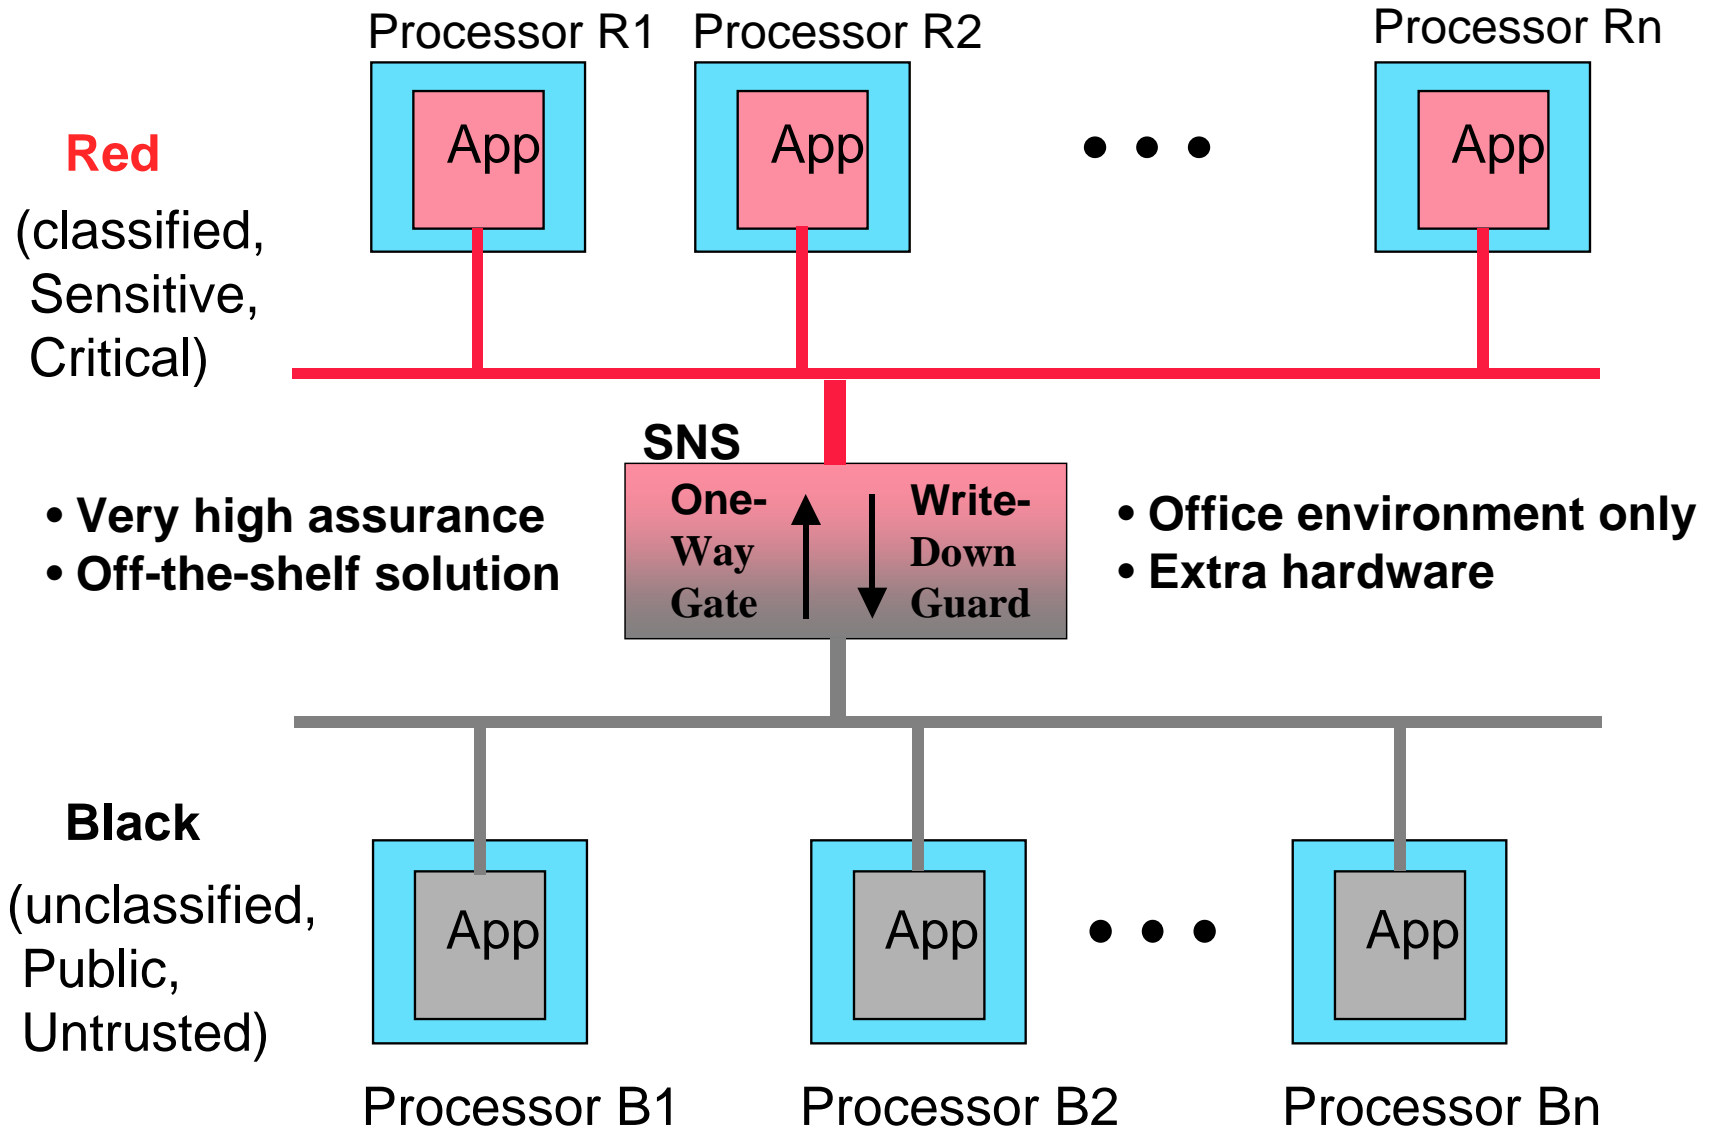 Processor R1
Processor R2
Processor Rn
App
App
• • •
App
Red
(classified,
Sensitive,
Critical)
SNS
• Very high assurance
• Off-the-shelf solution
One-
Way
Gate
Write-
Down
Guard
• Office environment only
• Extra hardware
Black
(unclassified,
Public,
Untrusted)
App
App
• • •
App
Processor B1
Processor B2
Processor Bn